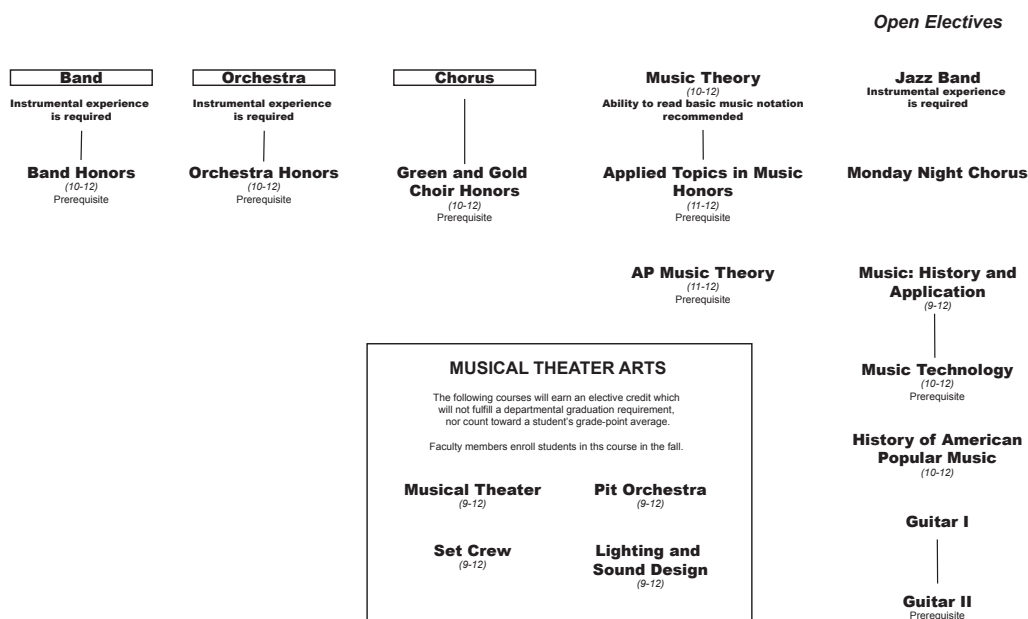 Open Electives
Band
Instrumental experience
is required
Band Honors
(10-12)
Prerequisite
Orchestra
Instrumental experience
is required
Orchestra Honors
(10-12)
Prerequisite
Chorus
Green and Gold
Choir Honors
(10-12)
Prerequisite
Music Theory
(10-12)
Ability to read basic music notation
recommended
Applied Topics in Music
Honors
(11-12)
Prerequisite
AP Music Theory
(11-12)
Prerequisite
Jazz Band
Instrumental experience
is required
Monday Night Chorus
Music: History and
Application
(9-12)
Music Technology
(10-12)
Prerequisite
History of American
Popular Music
(10-12)
Guitar I
Guitar II
Prerequisite
MUSICAL THEATER ARTS
The following courses will earn an elective credit which
will not fulfill a departmental graduation requirement,
nor count toward a student's grade-point average.
Faculty members enroll students in ths course in the fall.
Musical Theater
(9-12)
Pit Orchestra
(9-12)
Set Crew
(9-12)
Lighting and
Sound Design
(9-12)